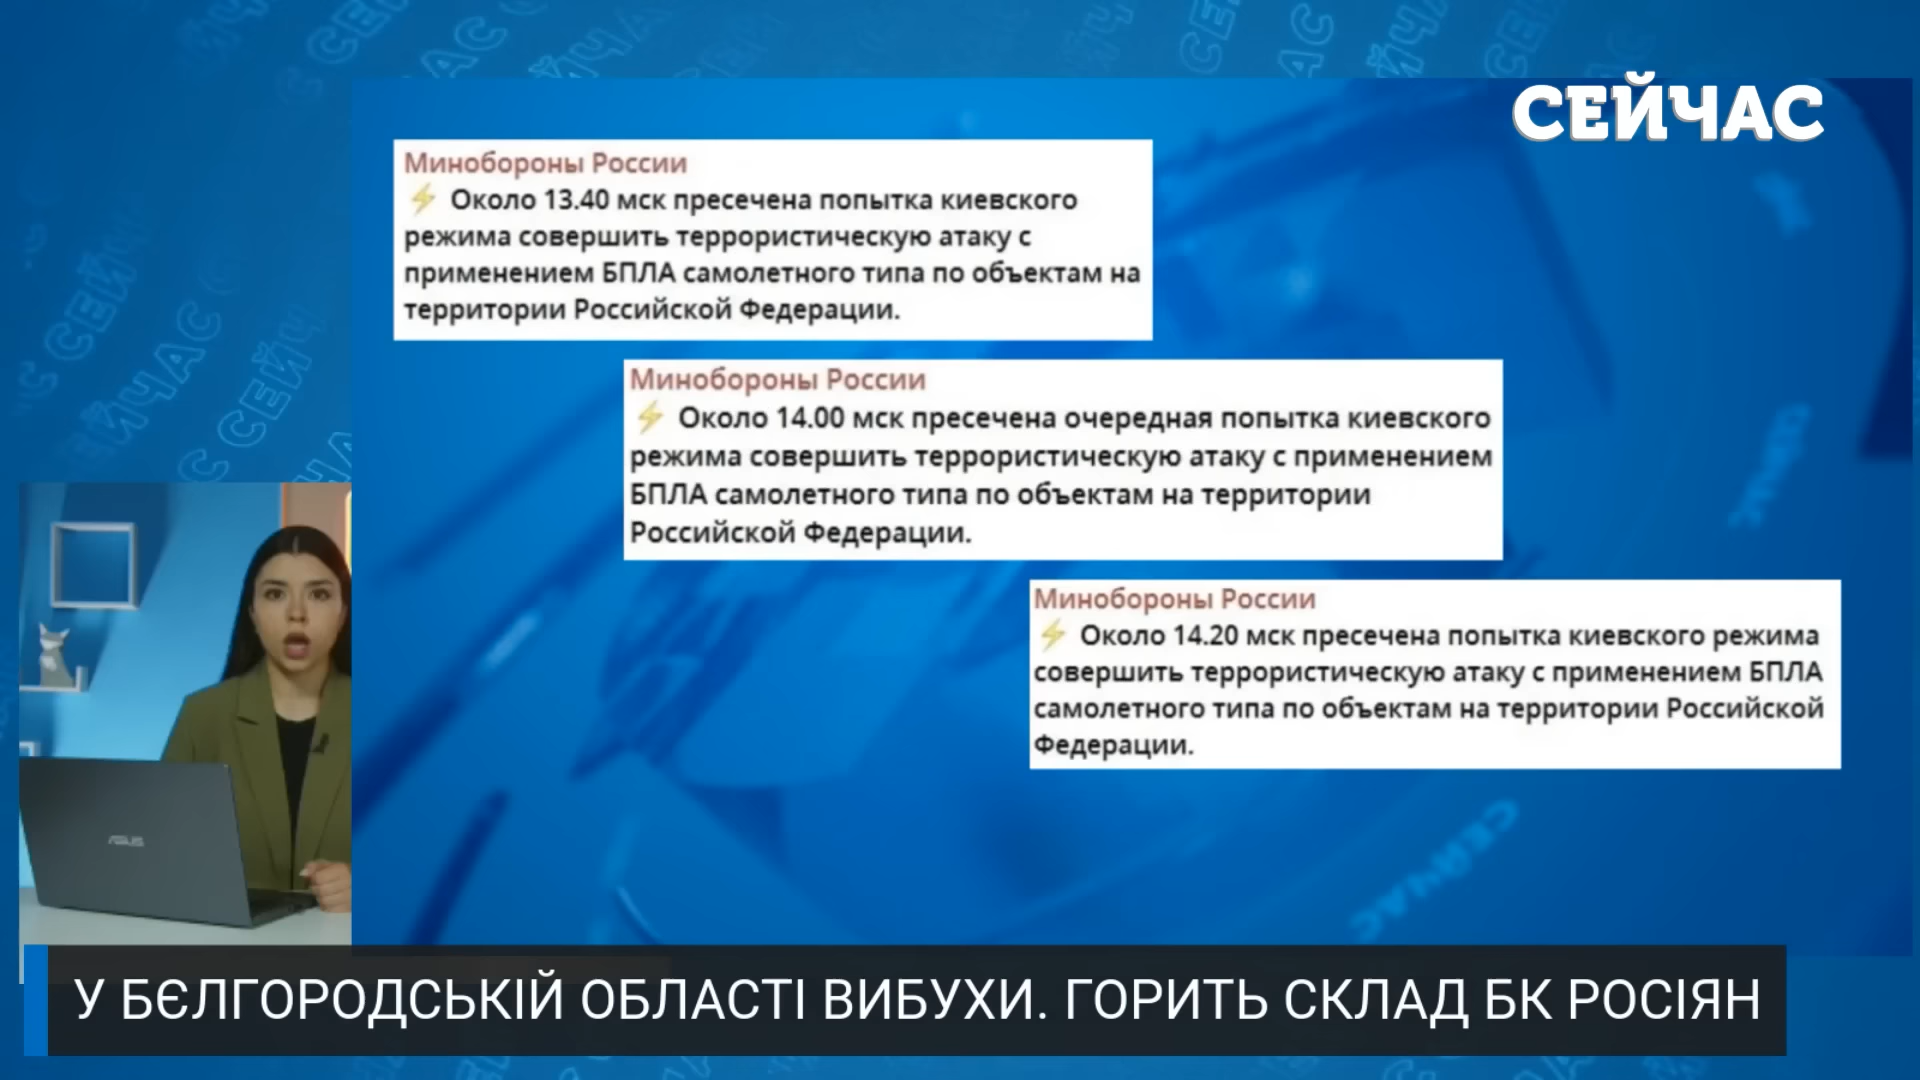 СЕЙЧАС
Минобороны России
⚡ Около 13.40 мск пресечена попытка киевского
режима совершить террористическую атаку с
применением БПЛА самолетного типа по объектам на
территории Российской Федерации.
Минобороны России
⚡ Около 14.00 мск пресечена очередная попытка киевского
режима совершить террористическую атаку с применением
БПЛА самолетного типа по объектам на территории
Российской Федерации.
Минобороны России
⚡ Около 14.20 мск пресечена попытка киевского режима
совершить террористическую атаку с применением БПЛА
самолетного типа по объектам на территории Российской
Федерации.
ASUS
СЕЙЧАС
У БЄЛГОРОДСЬКІЙ ОБЛАСТІ ВИБУХИ. ГОРИТЬ СКЛАД БК РОСІЯН